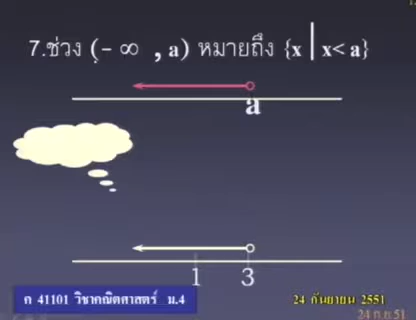 7.ช่วง (- ∞ , a) หมายถึง {x | x< a}
a
1 3
ค 41101 วิชาคณิตศาสตร์ ม.4
24 กันยายน 2551
24 ก.ย.51